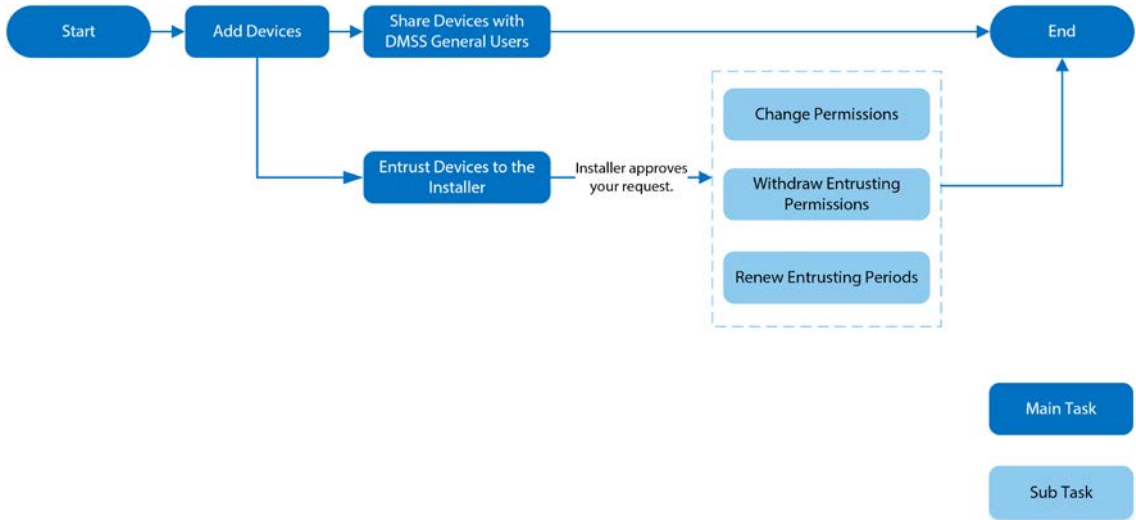 Start
Add Devices
Share Devices with
DMSS General Users
End
Change Permissions
Entrust Devices to the
Installer
Installer approves
your request.
Withdraw Entrusting
Permissions
Renew Entrusting Periods
Main Task
Sub Task